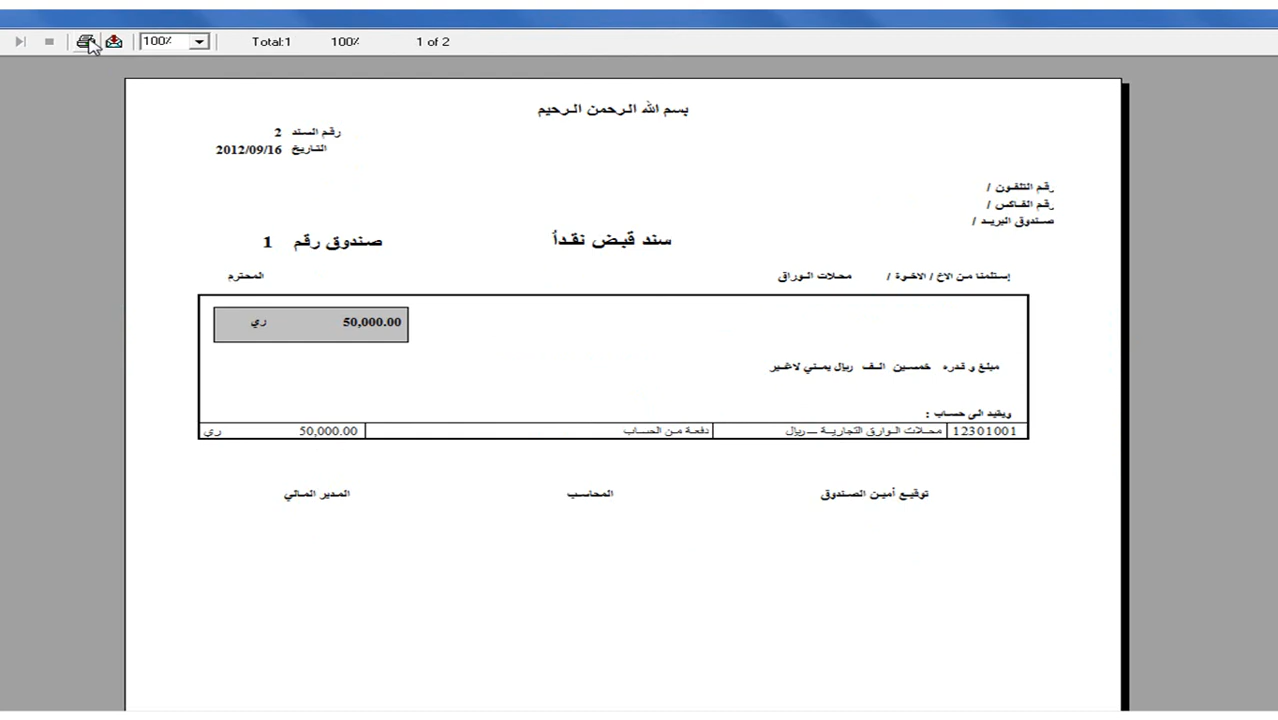 100% Total:1 100% 1 of 2
بسم الله الرحمن الرحيم
رقم السند 2
التاريخ 2012/09/16
رقم التلفون /
رقم الفاكس /
صندوق البريد /
سند قبض نقداً صندوق رقم 1
إستلمنا من الاخ / الاخوة / محلات الوراق المحترم
50,000.00 ري
مبلغ و قدره خمسين الف ريال يمني لاغير
ويقيد الى حساب :
12301001 محلات الوارق التجارية - ريال دفعة من الحساب 50,000.00 ري
توقيع أمين الصندوق المحاسب المدير المالي